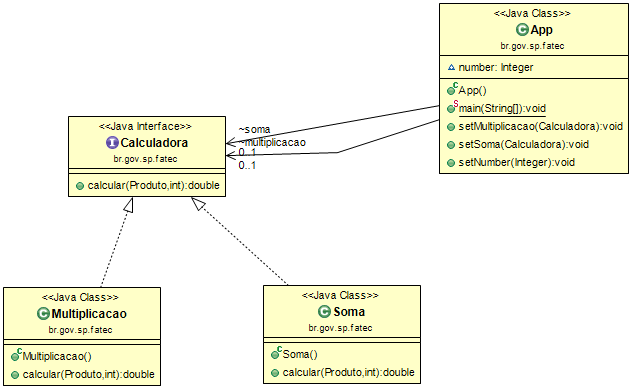 <<Java Class>>
App
br.gov.sp.fatec
number: Integer
App()
main(String[]):void
setMultiplicacao(Calculadora):void
setSoma(Calculadora):void
setNumber(Integer):void
~soma
~multiplicacao
0..1
0..1
<<Java Interface>>
Calculadora
br.gov.sp.fatec
calcular(Produto,int):double
<<Java Class>>
Multiplicacao
br.gov.sp.fatec
Multiplicacao()
calcular(Produto,int):double
<<Java Class>>
Soma
br.gov.sp.fatec
Soma()
calcular(Produto,int):double